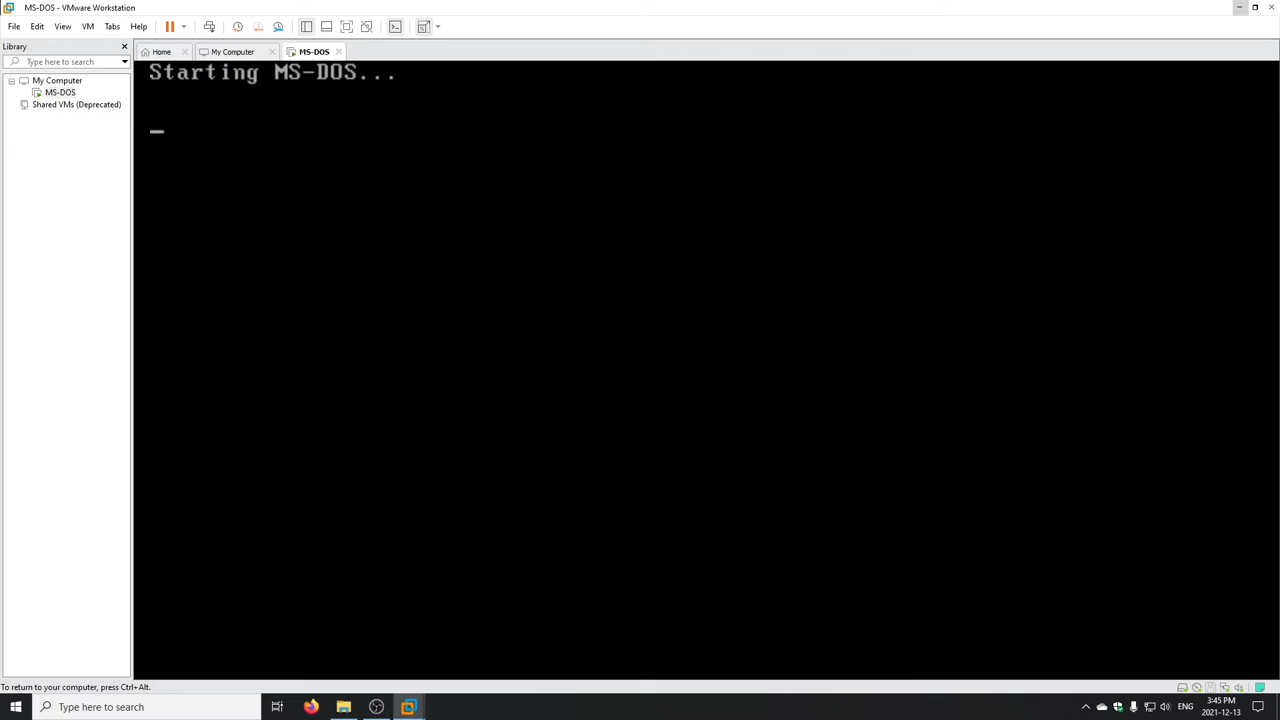 MS-DOS - VMware Workstation
File Edit View VM Tabs Help
Library
Type here to search
My Computer
MS-DOS
Shared VMs (Deprecated)
Home My Computer MS-DOS
Starting MS-DOS...
To return to your computer, press Ctrl+Alt.
Type here to search
ENG
3:45 PM
2021-12-13